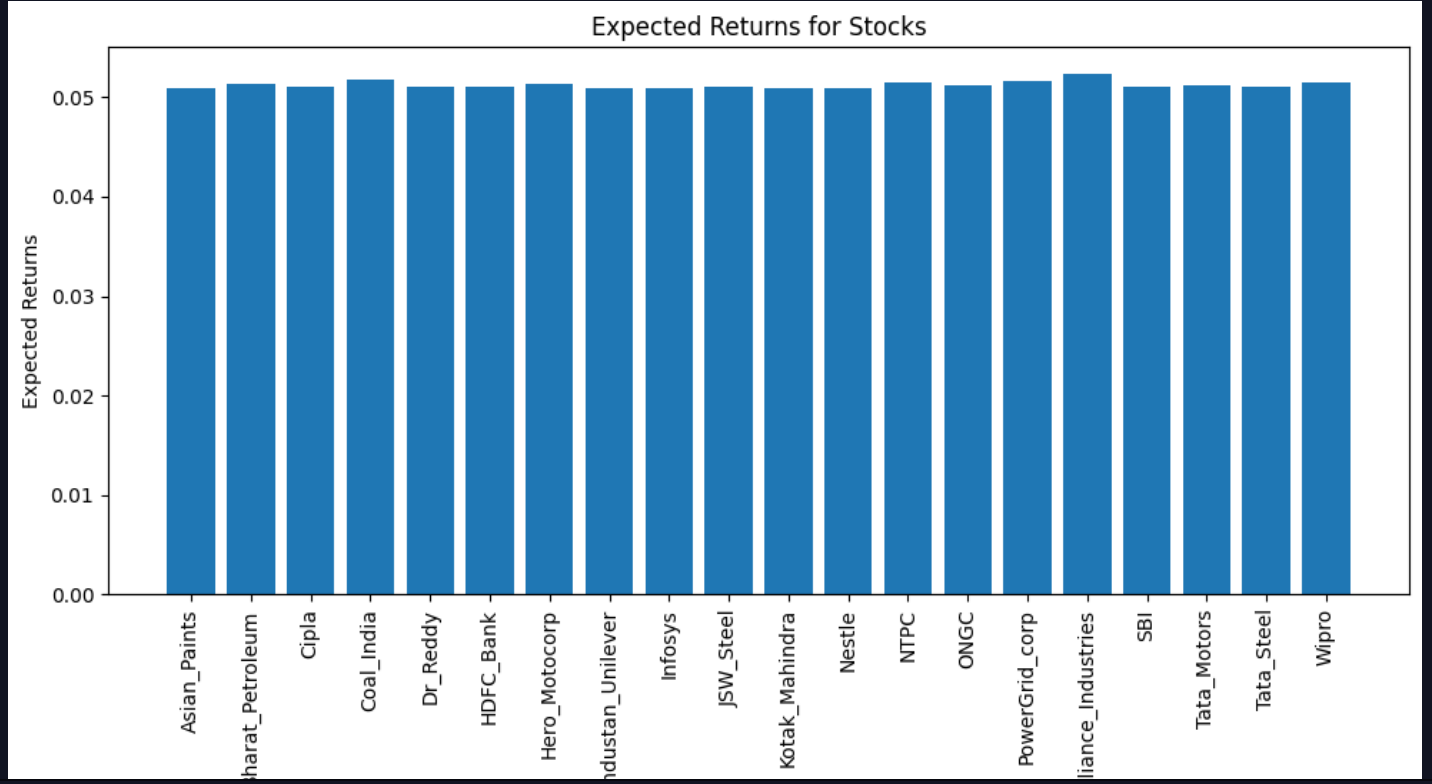 Expected Returns for Stocks
Expected Returns
0.05
0.04
0.03
0.02
0.01
0.00
Asian_Paints
harat_Petroleum
Cipla
Coal_India
Dr_Reddy
HDFC_Bank
Hero_Motocorp
ndustan_Unilever
Infosys
JSW_Steel
Kotak_Mahindra
Nestle
NTPC
ONGC
PowerGrid_corp
liance_Industries
SBI
Tata_Motors
Tata_Steel
Wipro